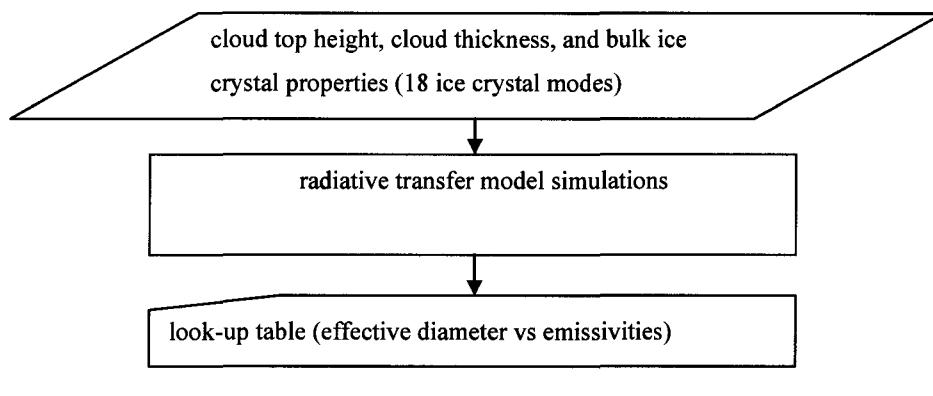 cloud top height, cloud thickness, and bulk ice
crystal properties (18 ice crystal modes)
radiative transfer model simulations
look-up table (effective diameter vs emissivities)